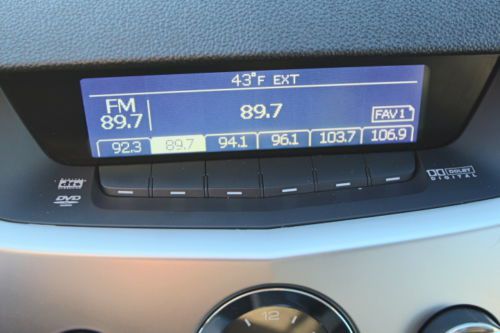 43°F EXT
FM
89.7
89.7
FAV1
92.3 89.7 94.1 96.1 103.7 106.9
DVD
DOLBY
DIGITAL
12